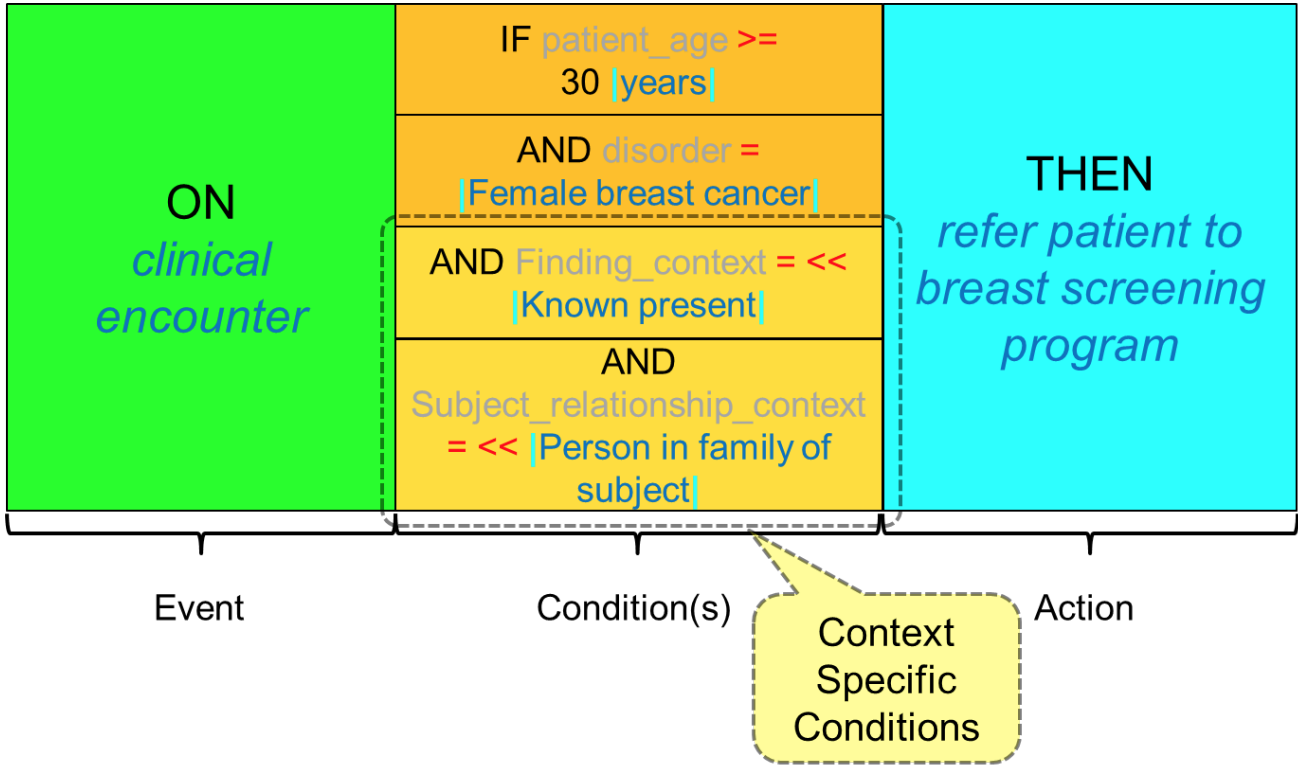 ON
clinical
encounter
IF patient_age >=
30 |years|
AND disorder =
|Female breast cancer|
AND Finding_context = <<
|Known present|
AND
Subject_relationship_context
= << |Person in family of
subject|
THEN
refer patient to
breast screening
program
Event
Condition(s)
Action
Context
Specific
Conditions